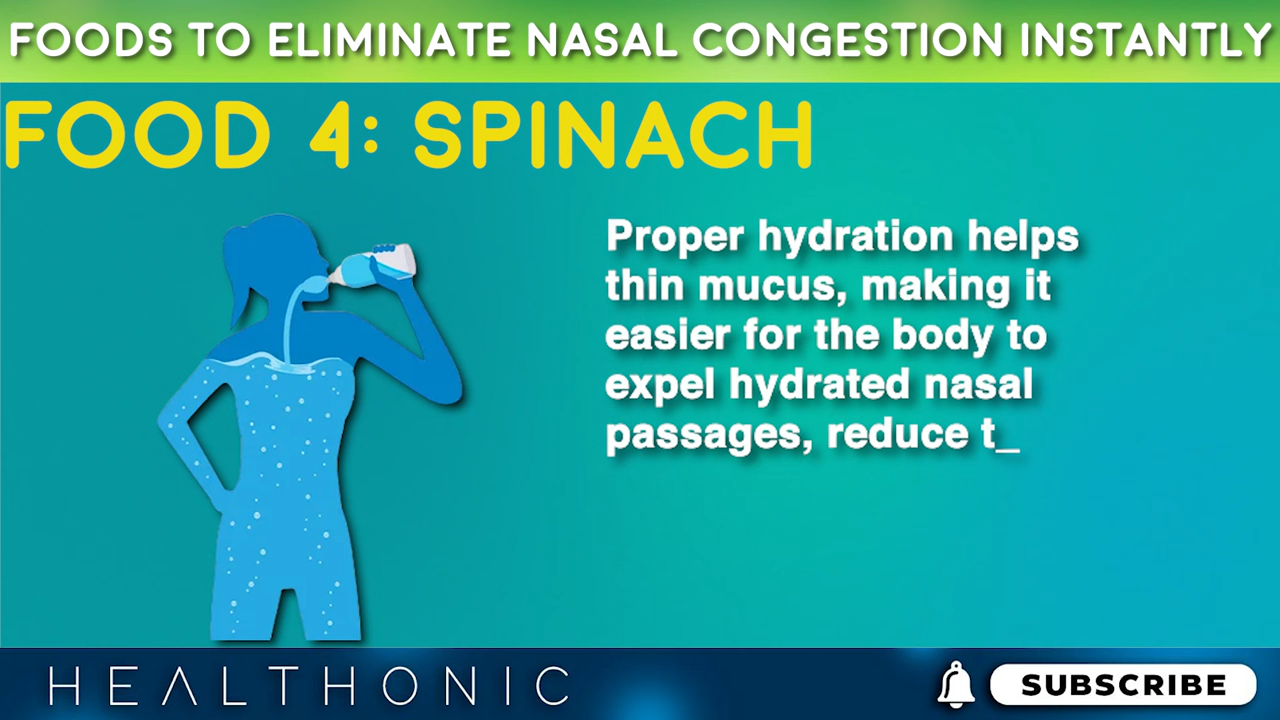 FOODS TO ELIMINATE NASAL CONGESTION INSTANTLY
FOOD 4: SPINACH
Proper hydration helps
thin mucus, making it
easier for the body to
expel hydrated nasal
passages, reduce t_
HEALTHONIC
SUBSCRIBE